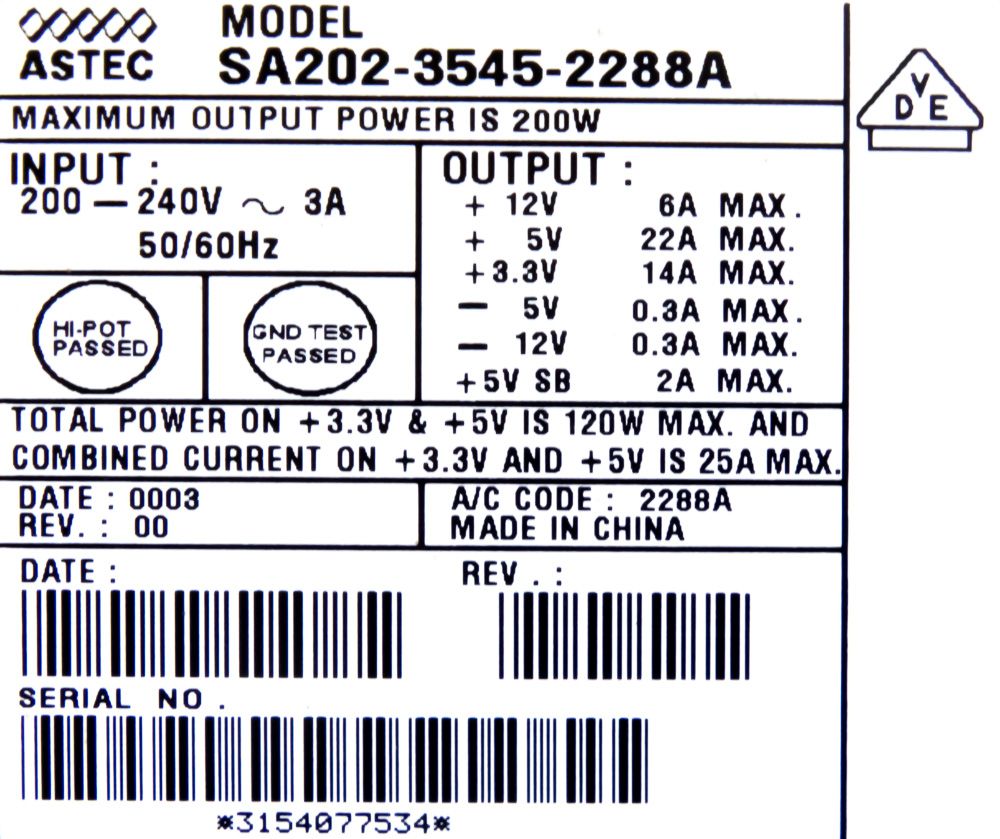 ASTEC
MODEL
SA202-3545-2288A
VDE
MAXIMUM OUTPUT POWER IS 200W
INPUT :
200 — 240V ～ 3A
50/60Hz
HI-POT
PASSED
GND TEST
PASSED
OUTPUT :
+ 12V 6A MAX.
+ 5V 22A MAX.
+3.3V 14A MAX.
— 5V 0.3A MAX.
— 12V 0.3A MAX.
+5V SB 2A MAX.
TOTAL POWER ON +3.3V & +5V IS 120W MAX. AND
COMBINED CURRENT ON +3.3V AND +5V IS 25A MAX.
DATE : 0003
REV. : 00
A/C CODE : 2288A
MADE IN CHINA
DATE :
REV . :
SERIAL NO .
*3154077534*